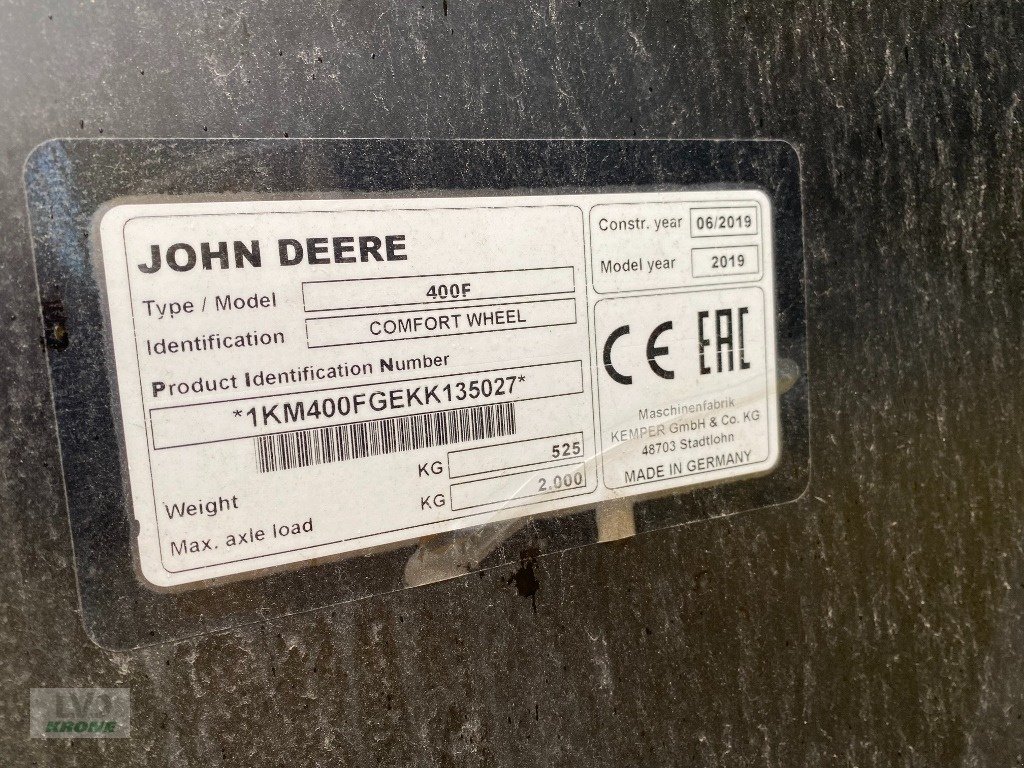 JOHN DEERE
Type / Model 400F
Identification COMFORT WHEEL
Product Identification Number
*1KM400FGEKK135027*
Weight KG 525
Max. axle load KG 2.000
Constr. year 06/2019
Model year 2019
CE EAC
Maschinenfabrik
KEMPER GmbH & Co. KG
48703 Stadtlohn
MADE IN GERMANY
LV3
KRONE